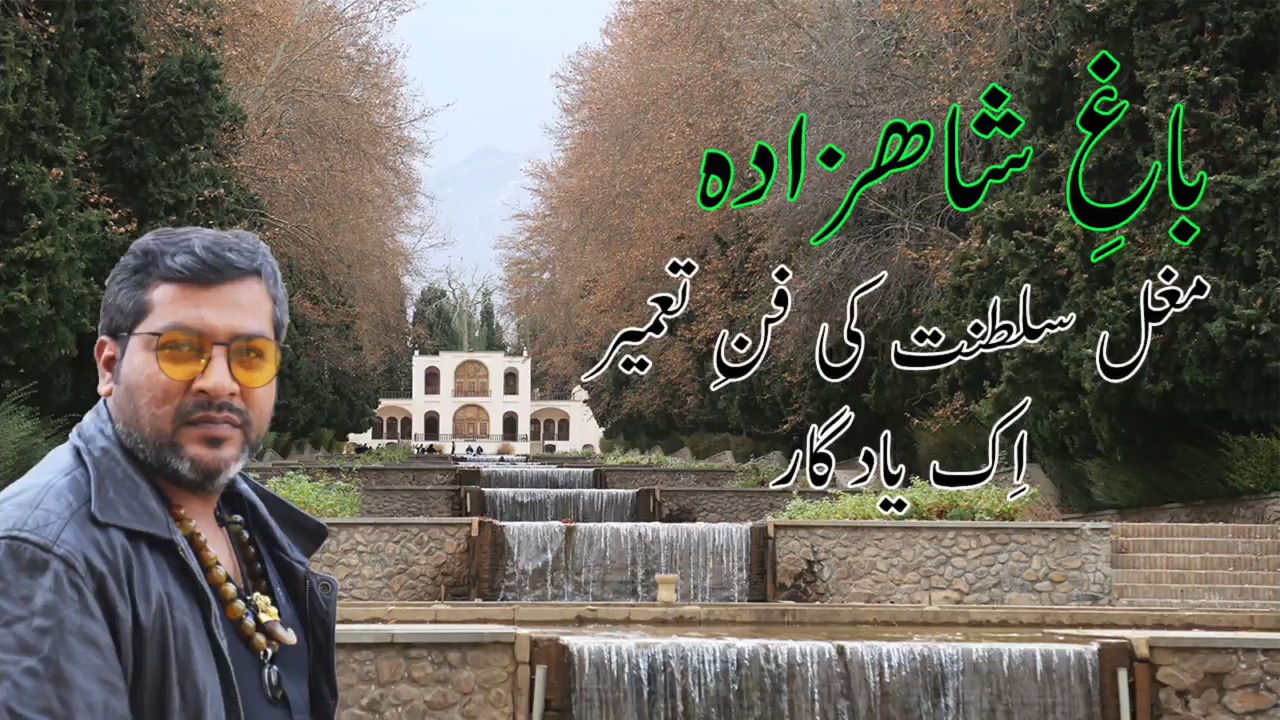 باغِ شاھزادہ
مغل سلطنت کی فنِ تعمیر
اِک یادگار